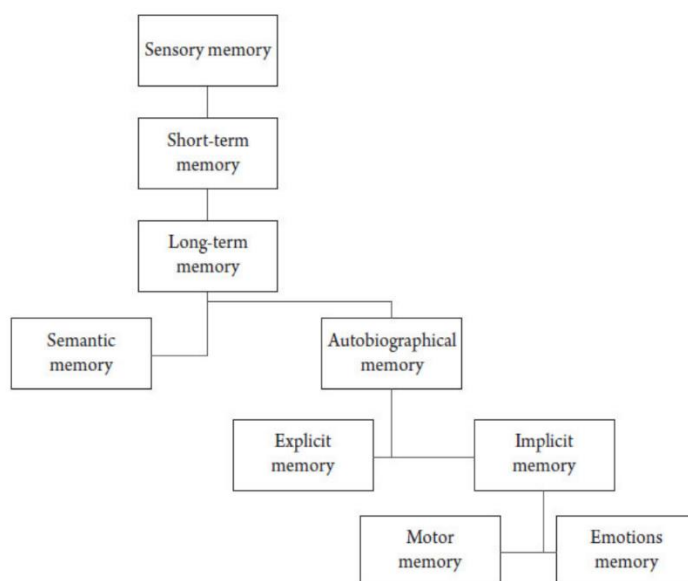 Sensory memory
Short-term
memory
Long-term
memory
Semantic
memory
Autobiographical
memory
Explicit
memory
Implicit
memory
Motor
memory
Emotions
memory